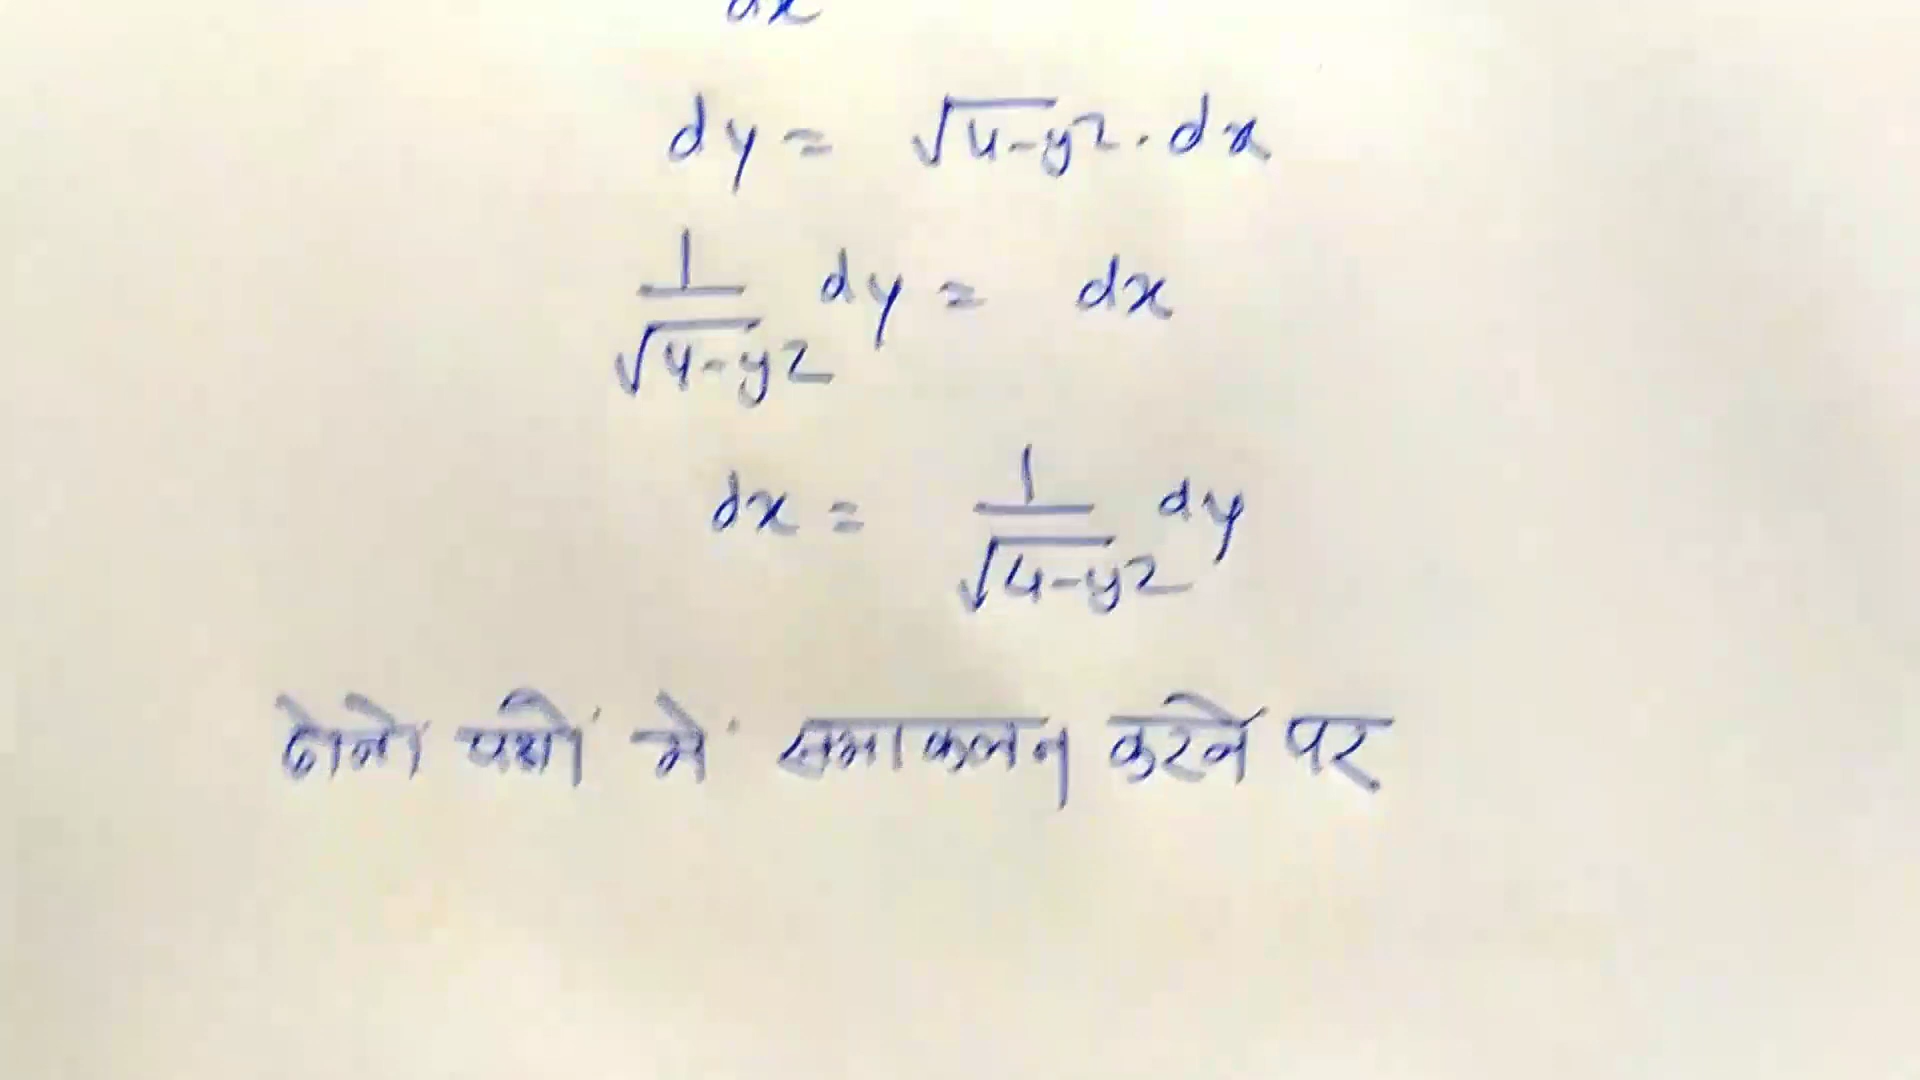 dx
dy = √4-y2 . dx
1/√4-y2 dy = dx
dx = 1/√4-y2 dy
दोनों पक्षों में समाकलन करने पर